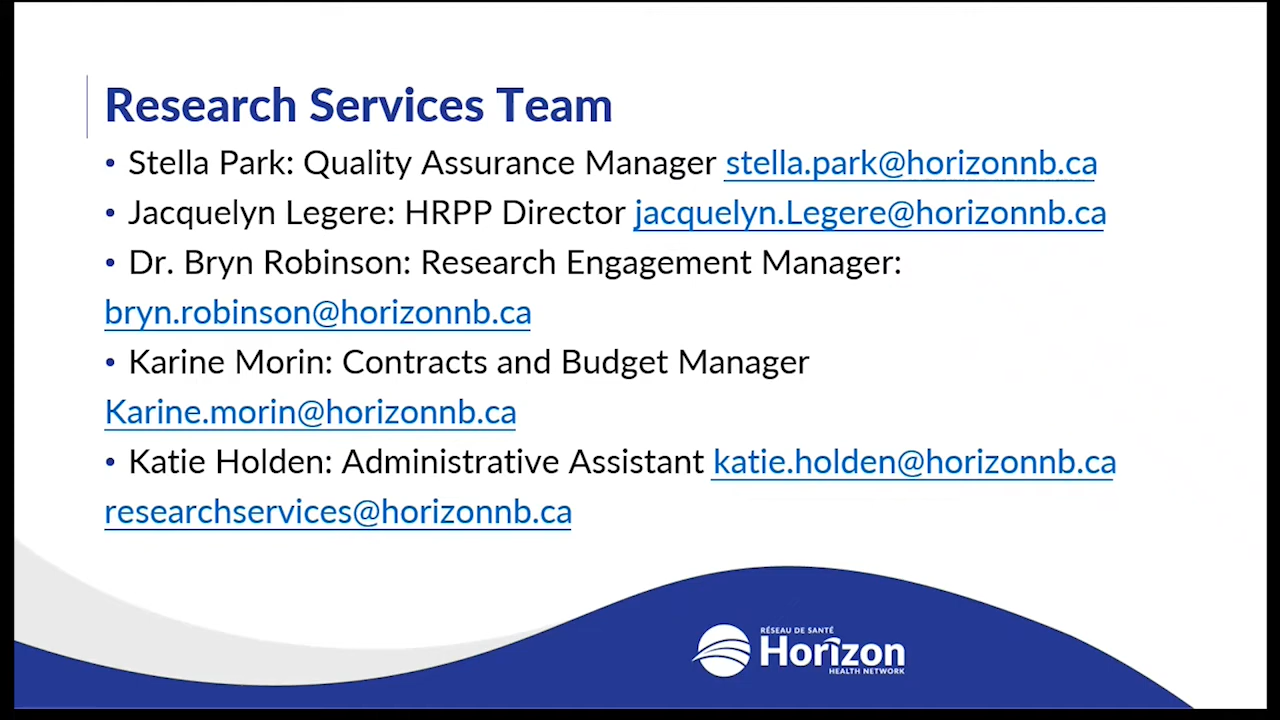 Research Services Team
• Stella Park: Quality Assurance Manager stella.park@horizonnb.ca
• Jacquelyn Legere: HRPP Director jacquelyn.Legere@horizonnb.ca
• Dr. Bryn Robinson: Research Engagement Manager:
bryn.robinson@horizonnb.ca
• Karine Morin: Contracts and Budget Manager
Karine.morin@horizonnb.ca
• Katie Holden: Administrative Assistant katie.holden@horizonnb.ca
researchservices@horizonnb.ca
RÉSEAU DE SANTÉ
Horizon
HEALTH NETWORK